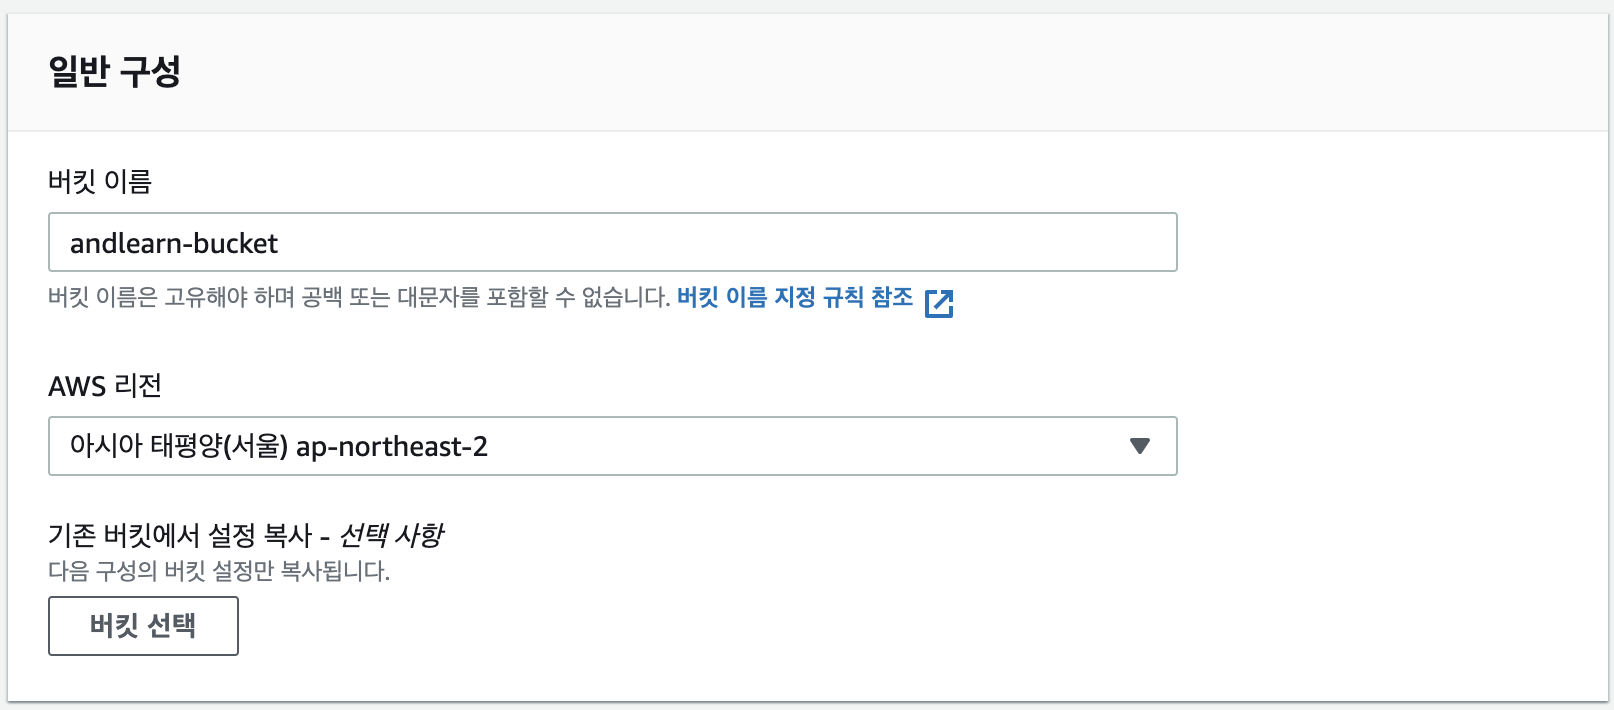 일반 구성
버킷 이름
andlearn-bucket
버킷 이름은 고유해야 하며 공백 또는 대문자를 포함할 수 없습니다. 버킷 이름 지정 규칙 참조
AWS 리전
아시아 태평양(서울) ap-northeast-2
기존 버킷에서 설정 복사 - 선택 사항
다음 구성의 버킷 설정만 복사됩니다.
버킷 선택